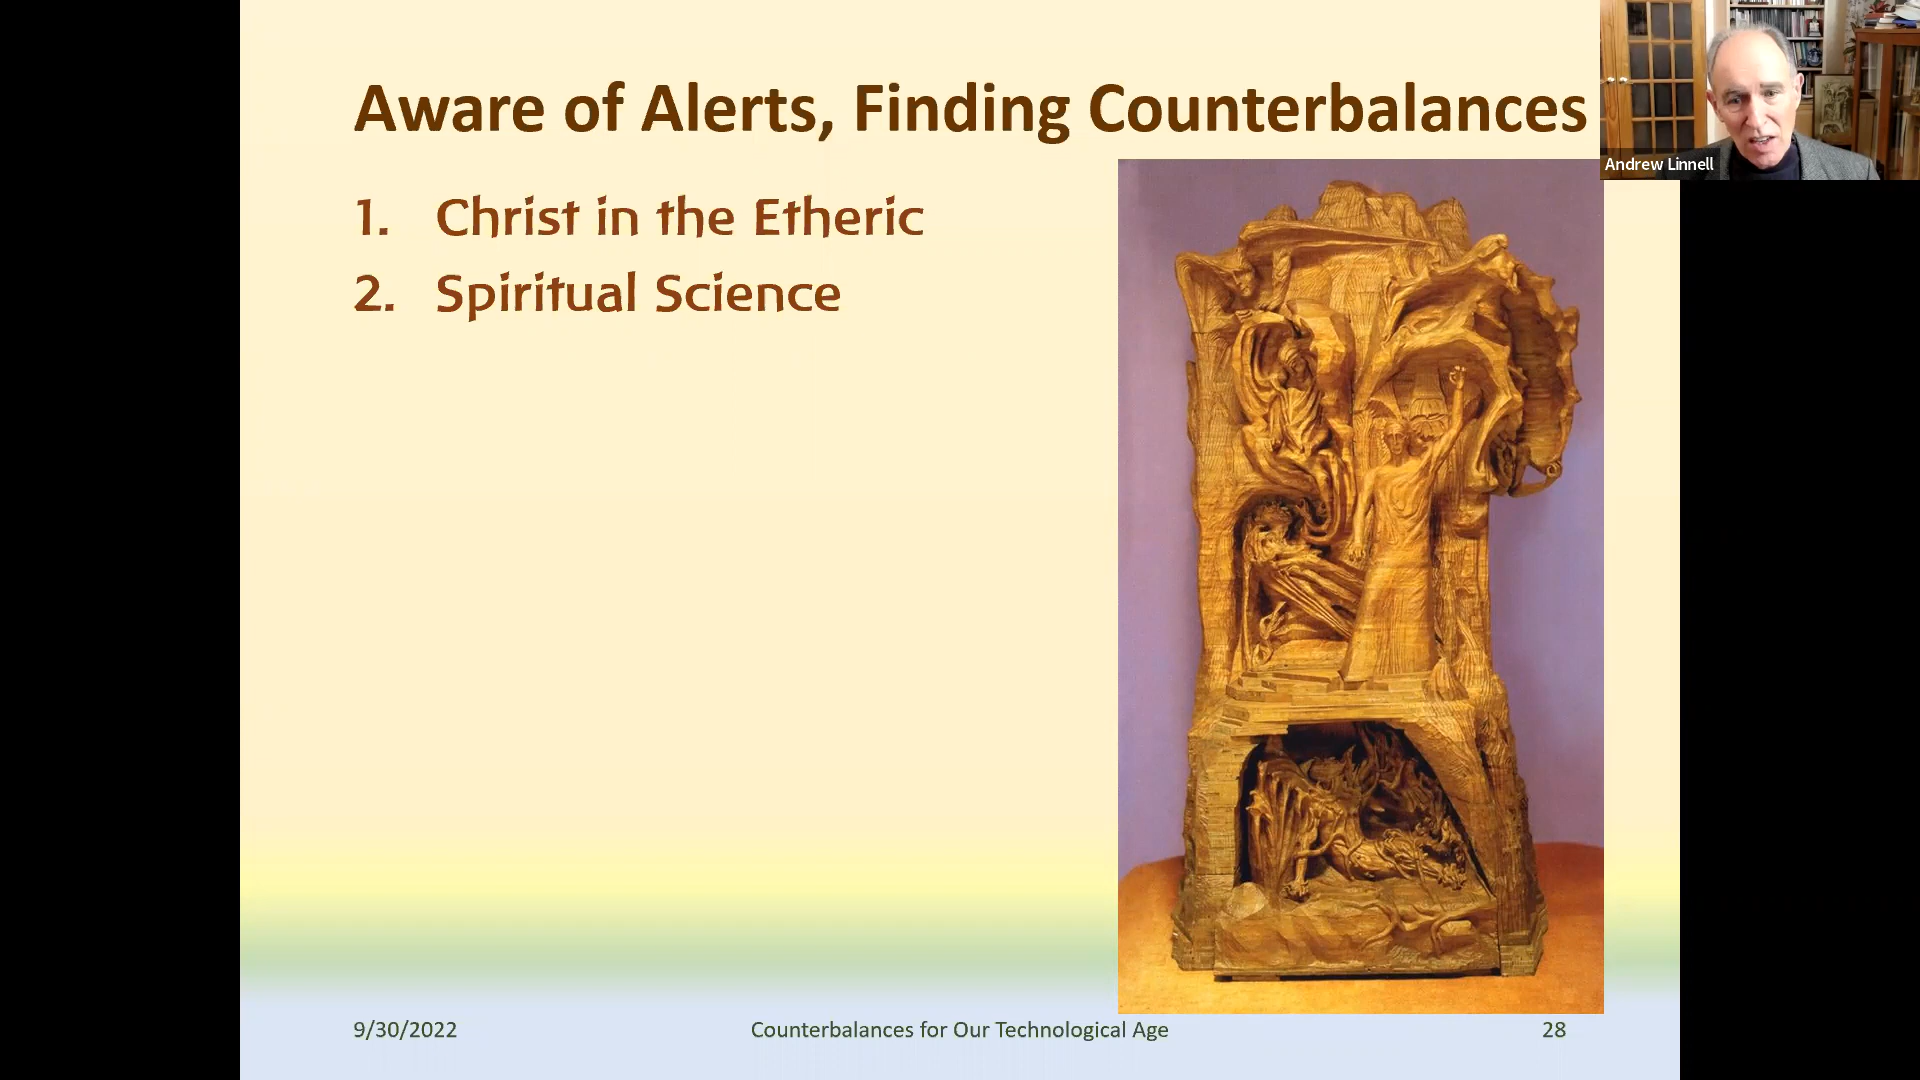 Aware of Alerts, Finding Counterbalances
Andrew Linnell
1. Christ in the Etheric
2. Spiritual Science
9/30/2022
Counterbalances for Our Technological Age
28